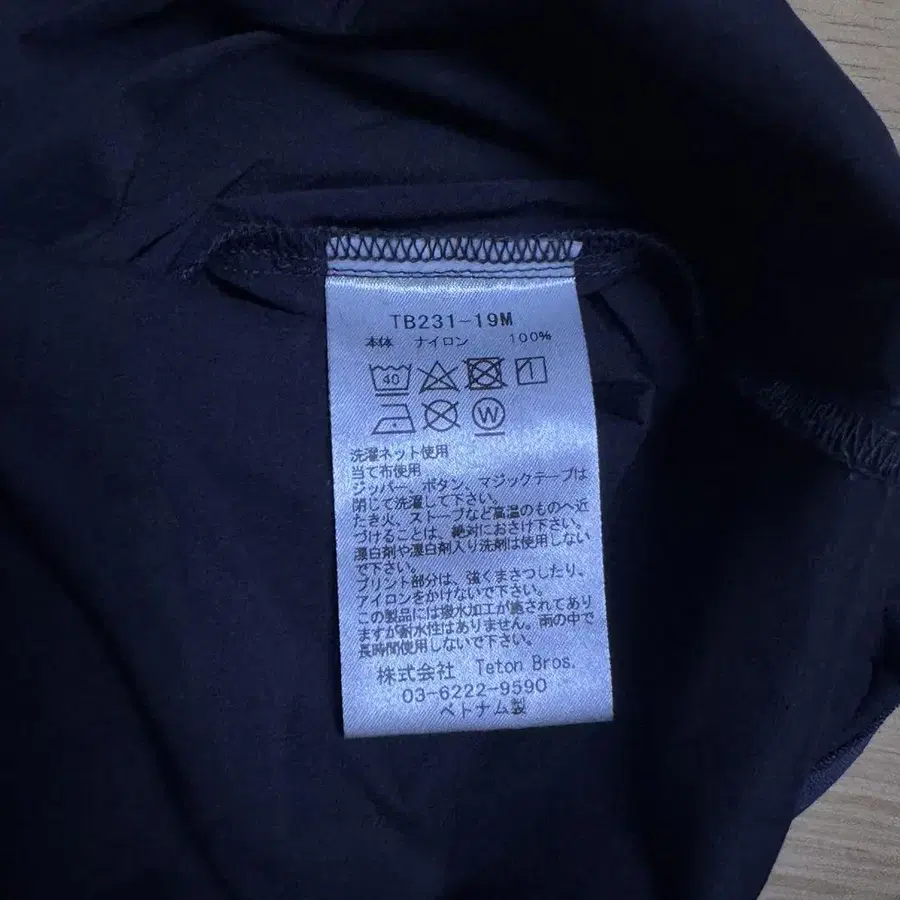 TB231-19M
本体 ナイロン 100%
40
W
洗濯ネット使用
当て布使用
ジッパー、ボタン、マジックテープは
閉じて洗濯して下さい。
たき火、ストーブなど高温のものへ近
づけることは、絶対におさけ下さい。
漂白剤や漂白剤入り洗剤は使用しない
で下さい。
プリント部分は、強くまさつしたり、
アイロンをかけないで下さい。
この製品には撥水加工が施されてあり
ますが耐水性はありません。雨の中で
長時間使用しないで下さい。
株式会社 Teton Bros.
03-6222-9590
ベトナム製